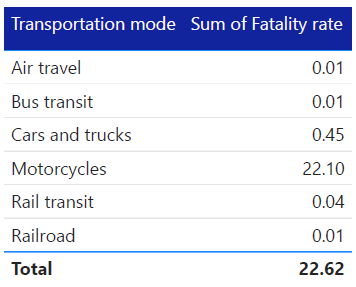 Transportation mode Sum of Fatality rate
Air travel 0.01
Bus transit 0.01
Cars and trucks 0.45
Motorcycles 22.10
Rail transit 0.04
Railroad 0.01
Total 22.62